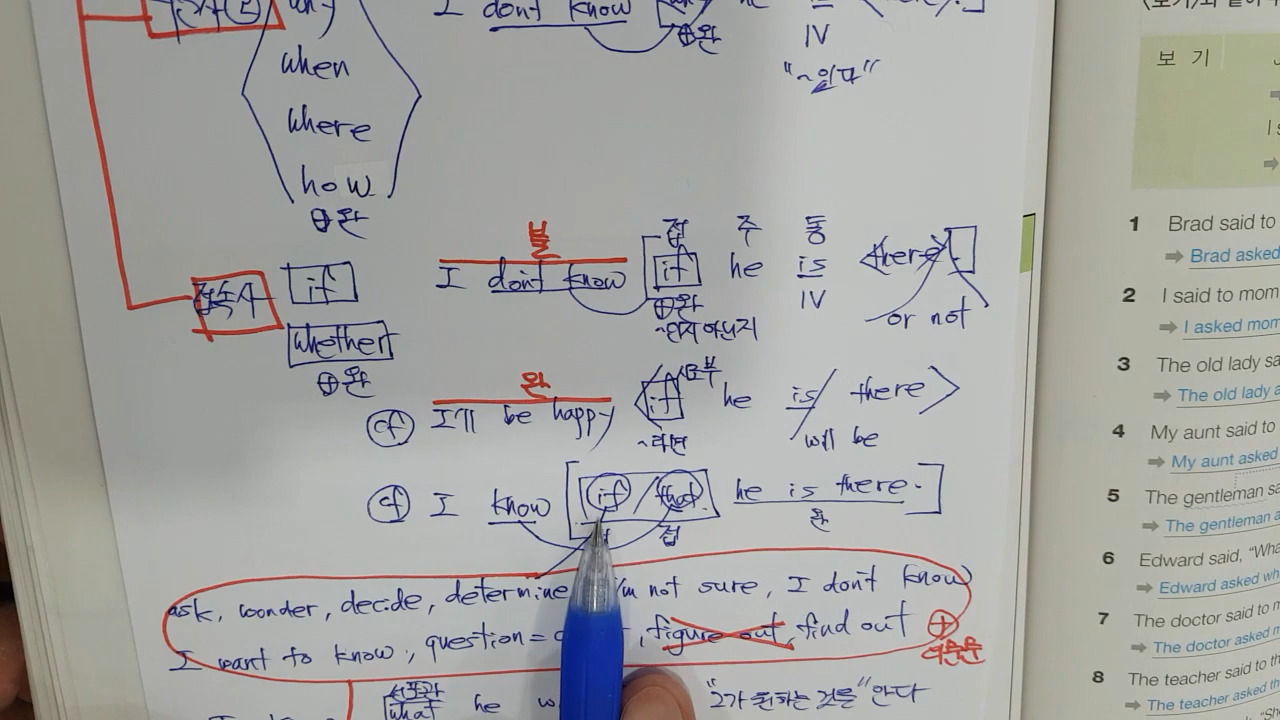 I don't know he is
⊕완 IV
when "~있다"
where
how
⊕완
불 접 주 동
I don't know if he is <there>.
⊕완 IV or not
~인지 아닌지
접속사 if
whether
⊕완
완
cf I'll be happy <if he is / there>
~라면 will be
cf I know [if / that he is there.]
접 완
ask, wonder, decide, determine, I'm not sure, I don't know
I want to know, question = , figure out, find out ⊕
what he
"그가 원하는 것을" 안다
보 기
1 Brad said to
➡ Brad asked
2 I said to mom
➡ I asked mom
3 The old lady sa
➡ The old lady a
4 My aunt said to
➡ My aunt asked
5 The gentleman sa
➡ The gentleman a
6 Edward said, "Wha
➡ Edward asked wh
7 The doctor said to m
➡ The doctor asked m
8 The teacher said to th
➡ The teacher asked th